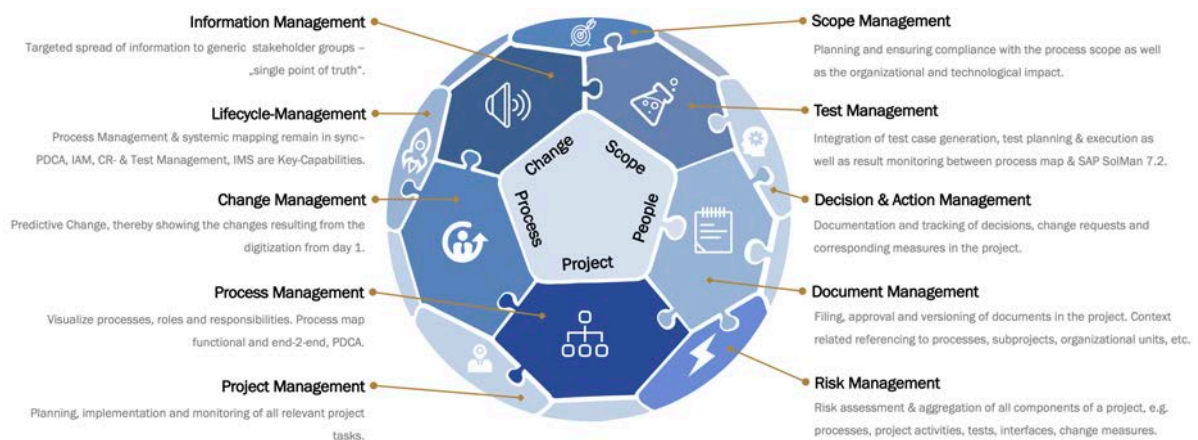 Information Management
Targeted spread of information to generic stakeholder groups –
„single point of truth“.
Lifecycle-Management
Process Management & systemic mapping remain in sync–
PDCA, IAM, CR- & Test Management, IMS are Key-Capabilities.
Change Management
Predictive Change, thereby showing the changes resulting from the
digitization from day 1.
Process Management
Visualize processes, roles and responsibilities. Process map
functional and end-2-end, PDCA.
Project Management
Planning, implementation and monitoring of all relevant project
tasks.
Change
Scope
Process
People
Project
Scope Management
Planning and ensuring compliance with the process scope as well
as the organizational and technological impact.
Test Management
Integration of test case generation, test planning & execution as
well as result monitoring between process map & SAP SolMan 7.2.
Decision & Action Management
Documentation and tracking of decisions, change requests and
corresponding measures in the project.
Document Management
Filing, approval and versioning of documents in the project. Context
related referencing to processes, subprojects, organizational units, etc.
Risk Management
Risk assessment & aggregation of all components of a project, e.g.
processes, project activities, tests, interfaces, change measures.